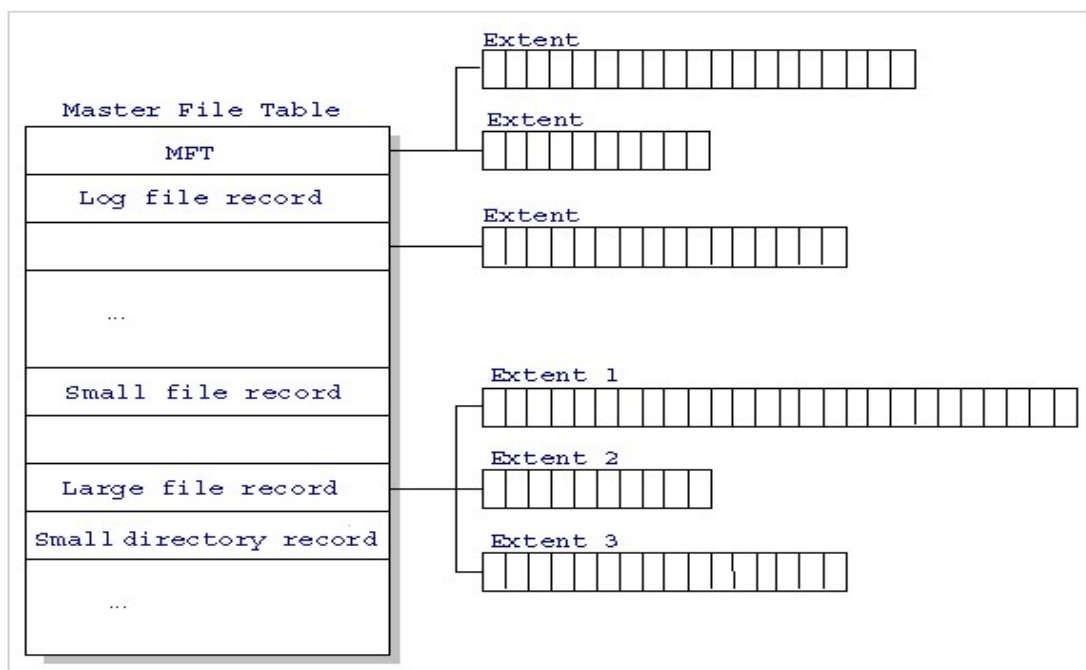 Master File Table
MFT
Log file record
...
Small file record
Large file record
Small directory record
...
Extent
Extent
Extent
Extent 1
Extent 2
Extent 3